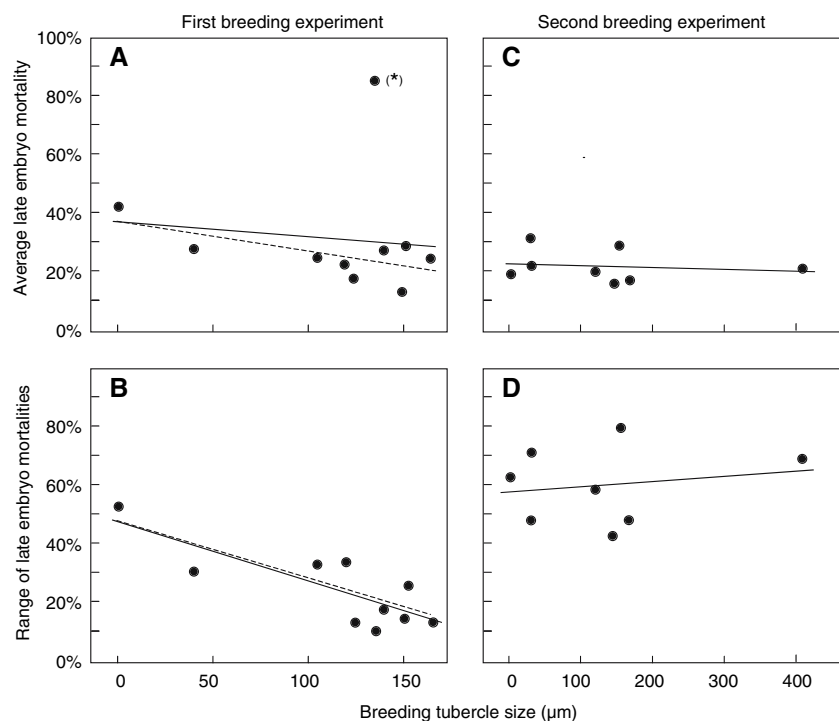 First breeding experiment
Second breeding experiment
Average late embryo mortality
100%
80%
60%
40%
20%
0%
A
(*)
C
Range of late embryo mortalities
80%
60%
40%
20%
0%
B
D
0 50 100 150
0 100 200 300 400
Breeding tubercle size (µm)